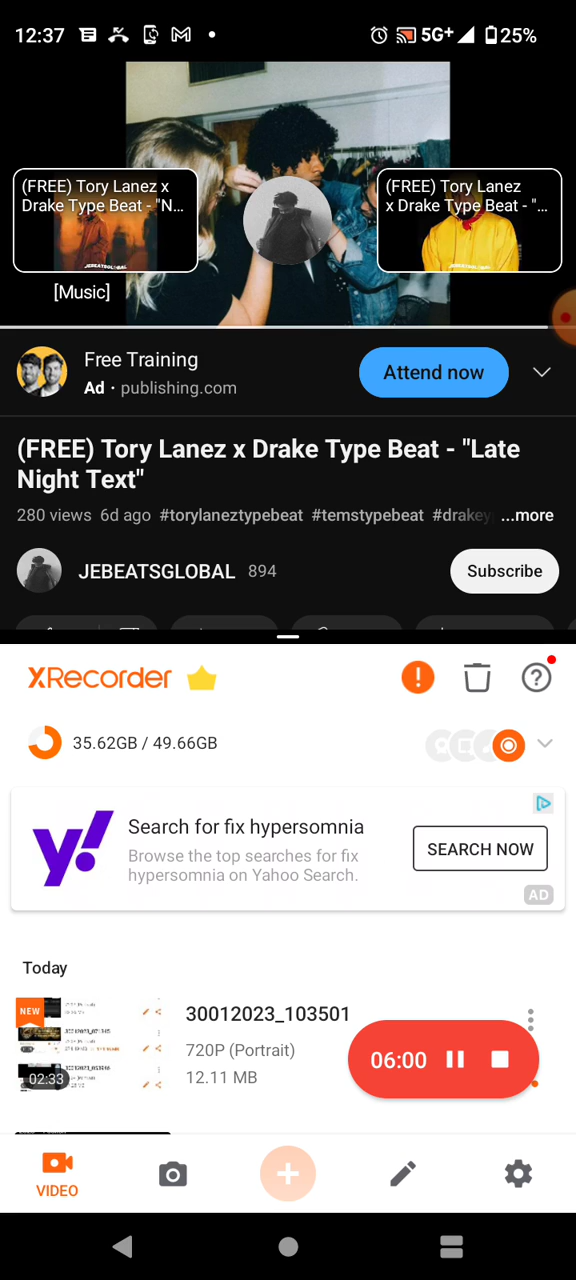 12:37
5G+
25%
(FREE) Tory Lanez x
Drake Type Beat - "N...
(FREE) Tory Lanez
x Drake Type Beat - "...
JEBEATSGLOBAL
[Music]
Free Training
Ad · publishing.com
Attend now
(FREE) Tory Lanez x Drake Type Beat - "Late
Night Text"
280 views 6d ago #torylaneztypebeat #temstypebeat #drakey ...more
JEBEATSGLOBAL 894
Subscribe
XRecorder
35.62GB / 49.66GB
Search for fix hypersomnia
Browse the top searches for fix
hypersomnia on Yahoo Search.
SEARCH NOW
AD
Today
NEW
02:33
30012023_103501
720P (Portrait)
12.11 MB
06:00
VIDEO